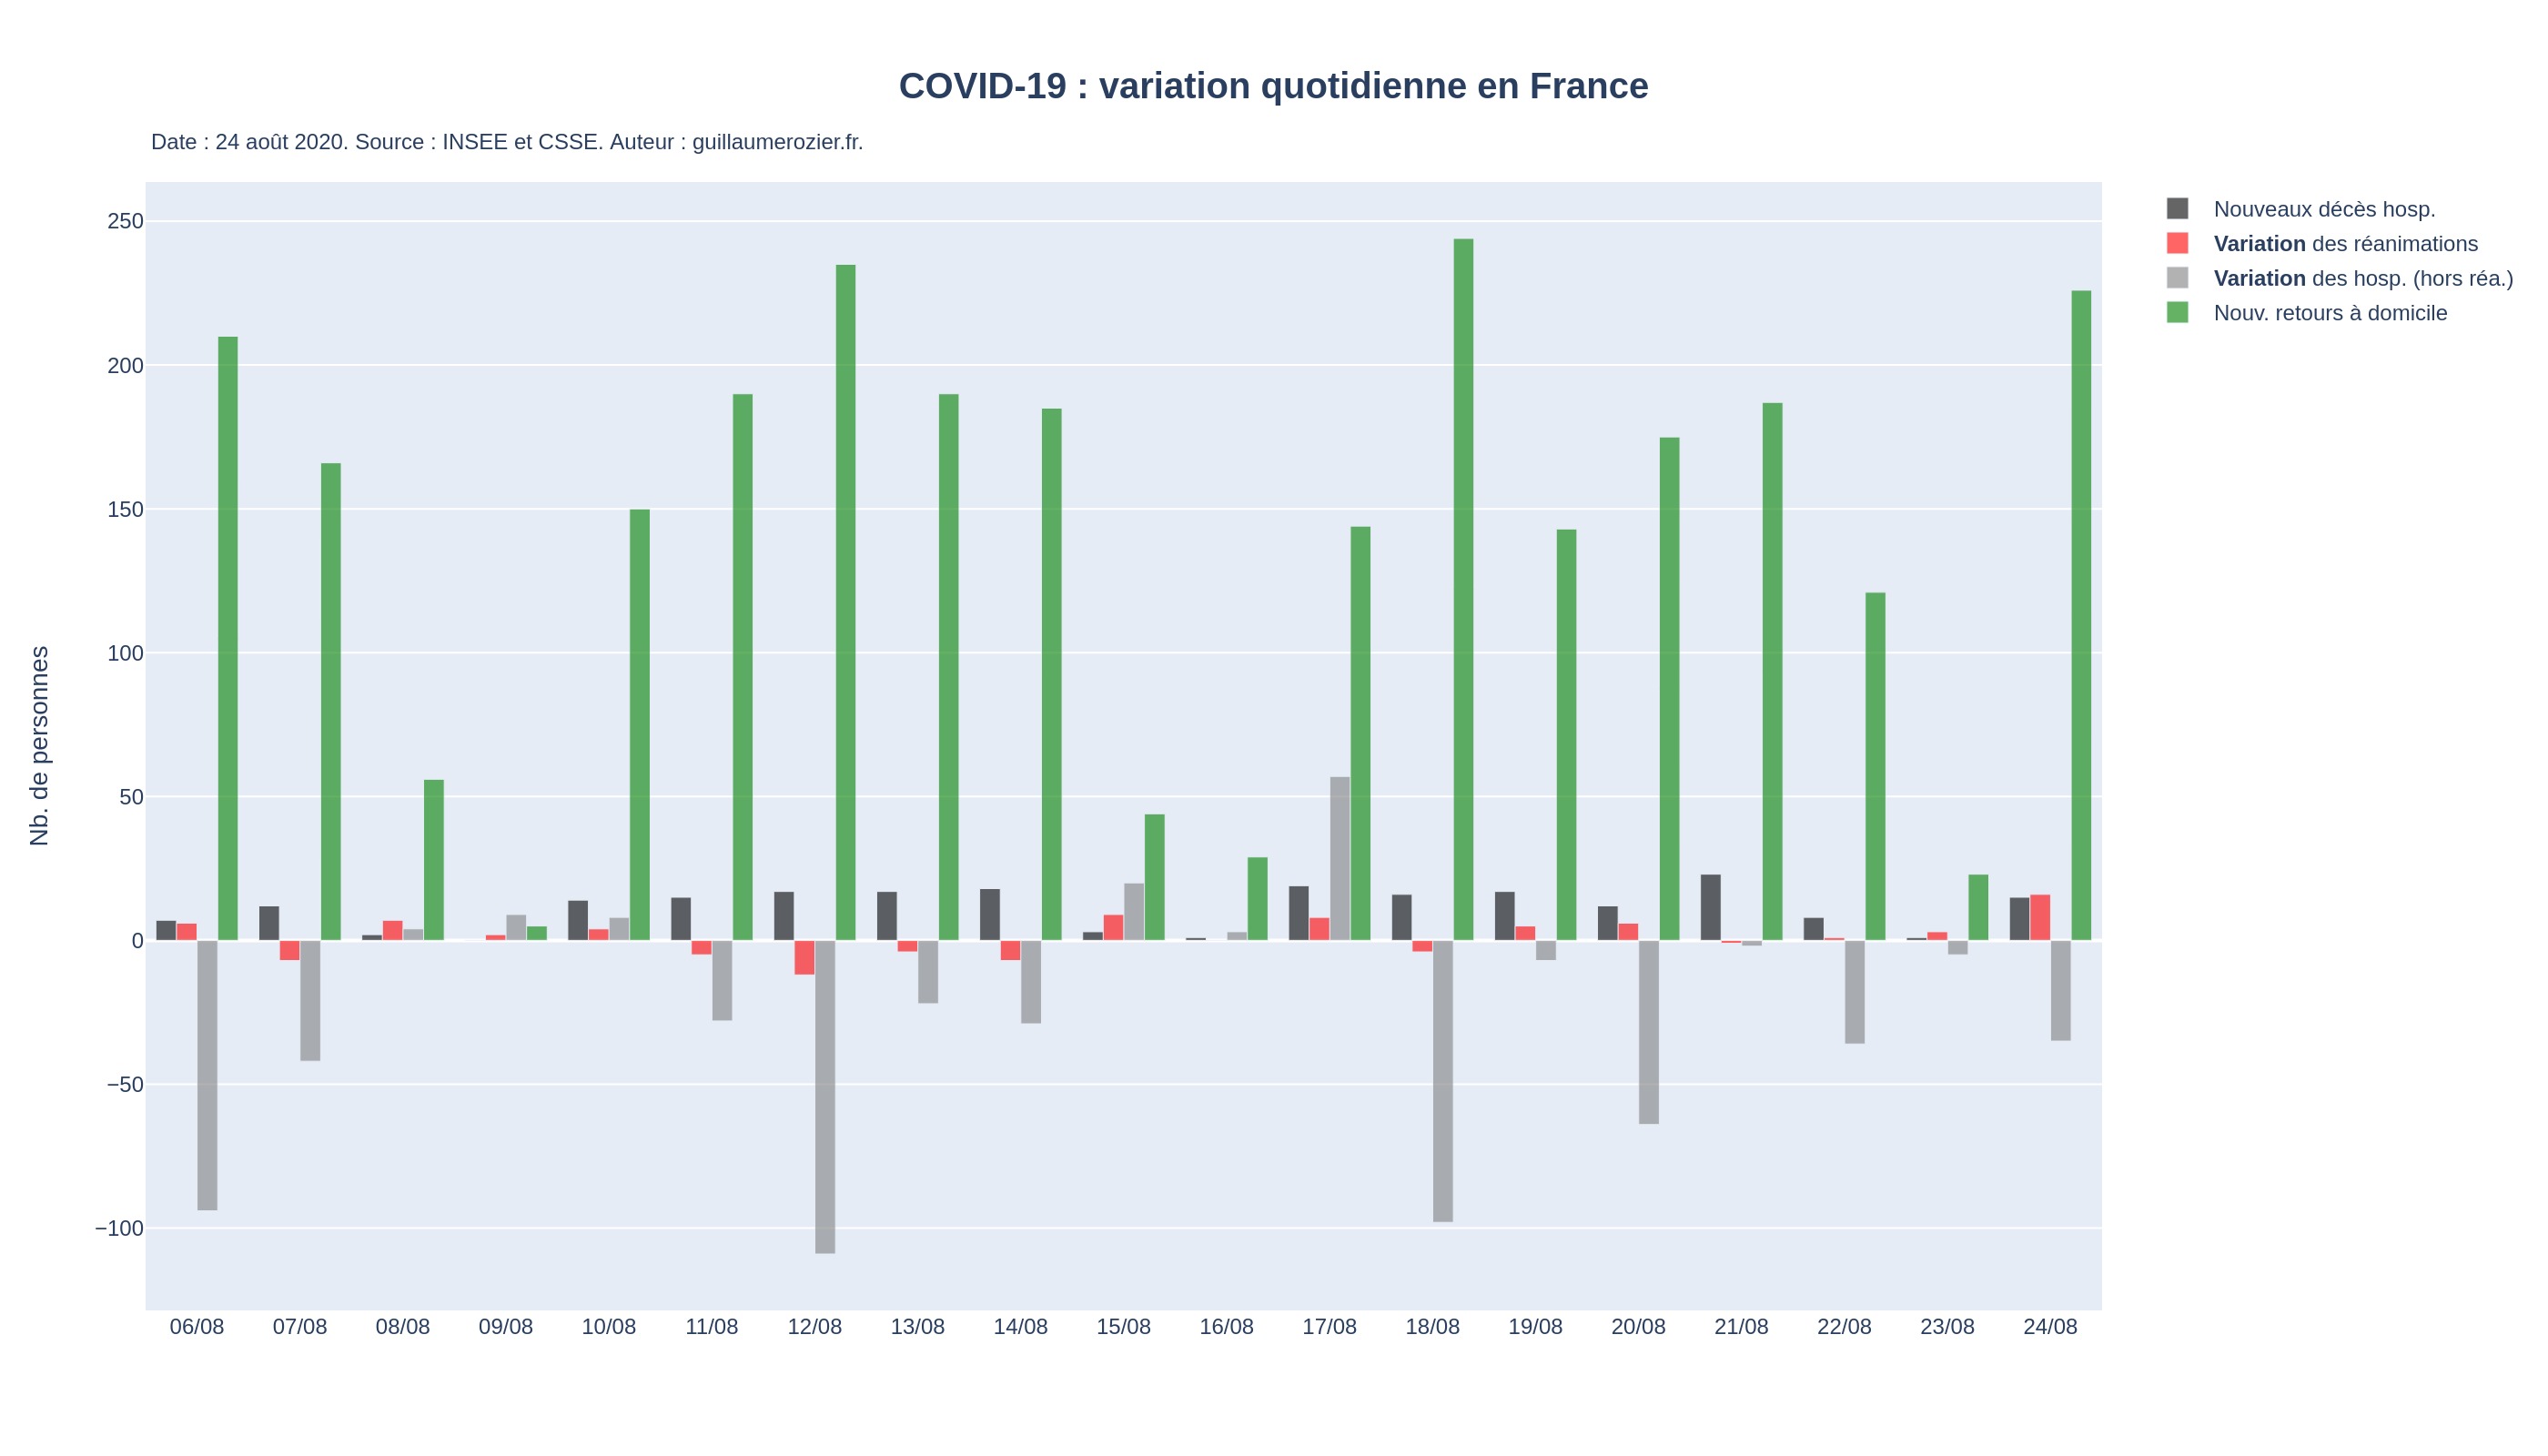 COVID-19 : variation quotidienne en France
Date : 24 août 2020. Source : INSEE et CSSE. Auteur : guillaumerozier.fr.
Nouveaux décès hosp.
Variation des réanimations
Variation des hosp. (hors réa.)
Nouv. retours à domicile
Nb. de personnes
250
200
150
100
50
0
−50
−100
06/08 07/08 08/08 09/08 10/08 11/08 12/08 13/08 14/08 15/08 16/08 17/08 18/08 19/08 20/08 21/08 22/08 23/08 24/08